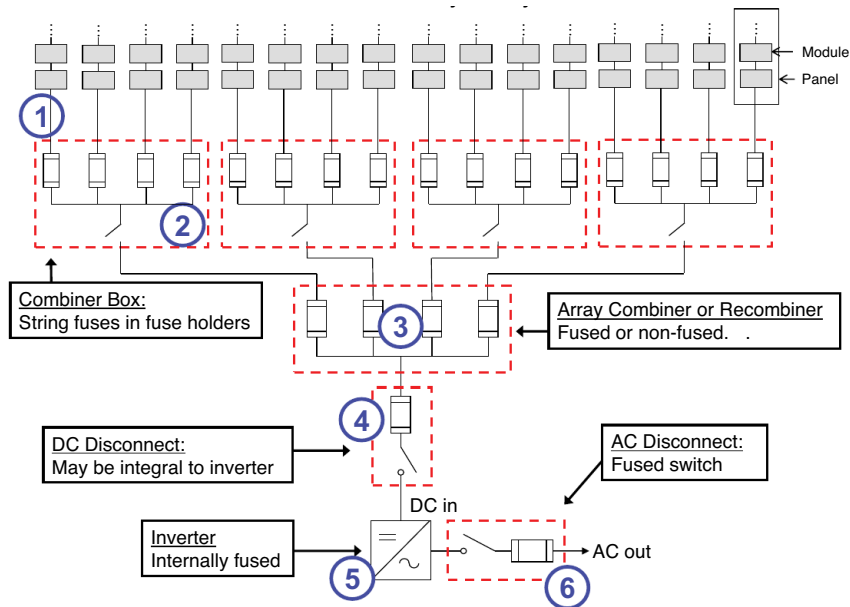 Module
Panel
1
2
Combiner Box:
String fuses in fuse holders
3
Array Combiner or Recombiner
Fused or non-fused. .
4
DC Disconnect:
May be integral to inverter
AC Disconnect:
Fused switch
DC in
Inverter
Internally fused
AC out
5
6